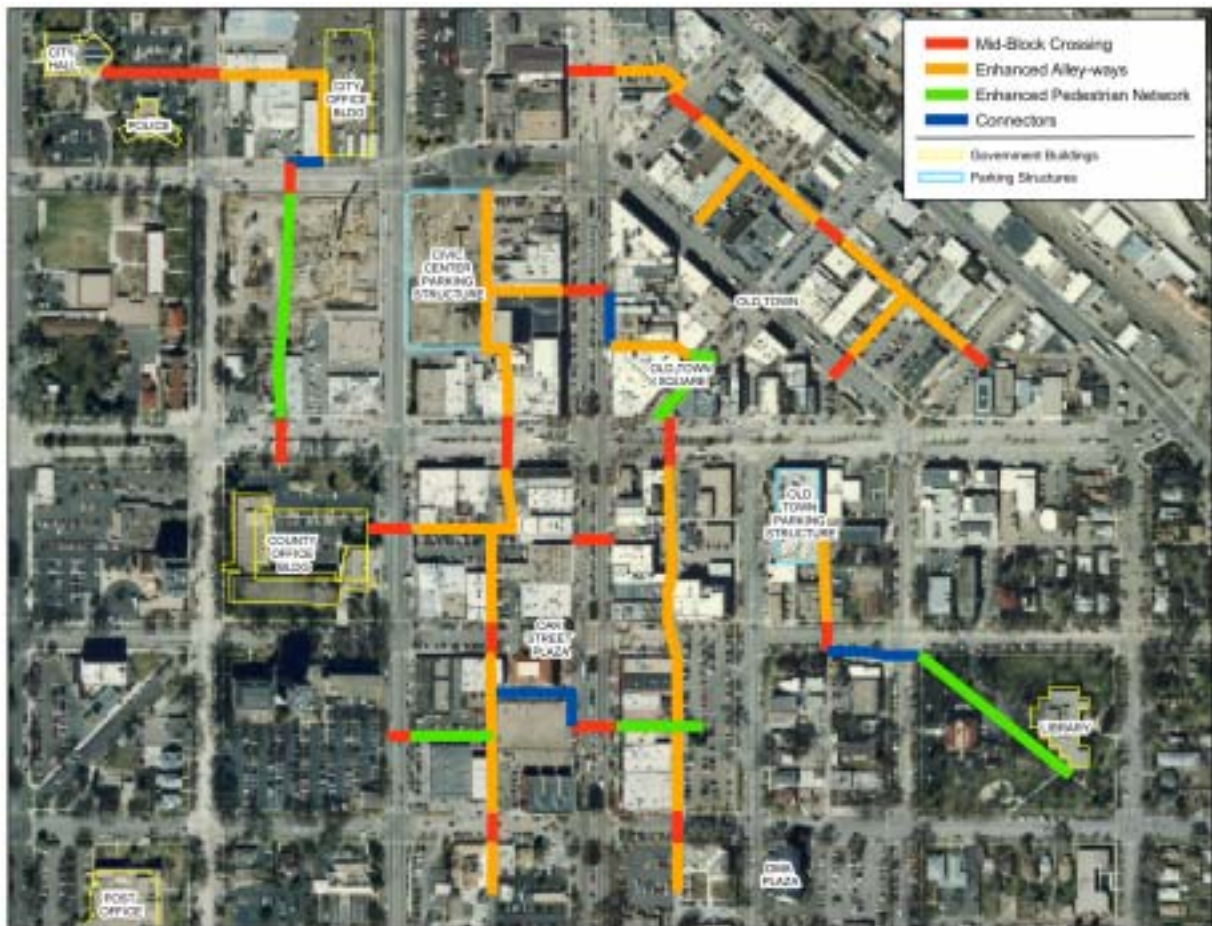 Mid-Block Crossing
Enhanced Alley-ways
Enhanced Pedestrian Network
Connectors
Government Buildings
Parking Structures
CITY
HALL
POLICE
CITY
OFFICE
BLDG
CIVIC
CENTER
PARKING
STRUCTURE
OLD TOWN
OLD TOWN
SQUARE
COUNTY
OFFICE
BLDG
OLD
TOWN
PARKING
STRUCTURE
OAK
STREET
PLAZA
LIBRARY
POST
OFFICE
PLAZA